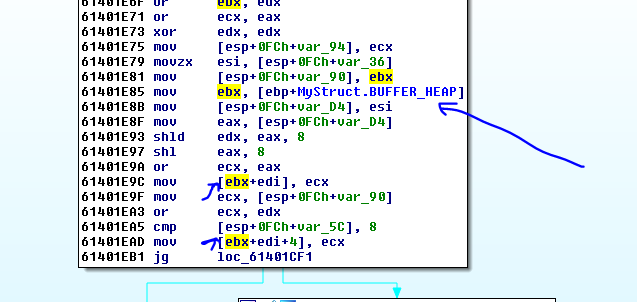 61401E6F or ebx, edx
61401E71 or ecx, eax
61401E73 xor edx, edx
61401E75 mov [esp+0FCh+var_94], ecx
61401E79 movzx esi, [esp+0FCh+var_36]
61401E81 mov [esp+0FCh+var_90], ebx
61401E85 mov ebx, [ebp+MyStruct.BUFFER_HEAP]
61401E8B mov [esp+0FCh+var_D4], esi
61401E8F mov eax, [esp+0FCh+var_D4]
61401E93 shld edx, eax, 8
61401E97 shl eax, 8
61401E9A or ecx, eax
61401E9C mov [ebx+edi], ecx
61401E9F mov ecx, [esp+0FCh+var_90]
61401EA3 or ecx, edx
61401EA5 cmp [esp+0FCh+var_5C], 8
61401EAD mov [ebx+edi+4], ecx
61401EB1 jg loc_61401CF1